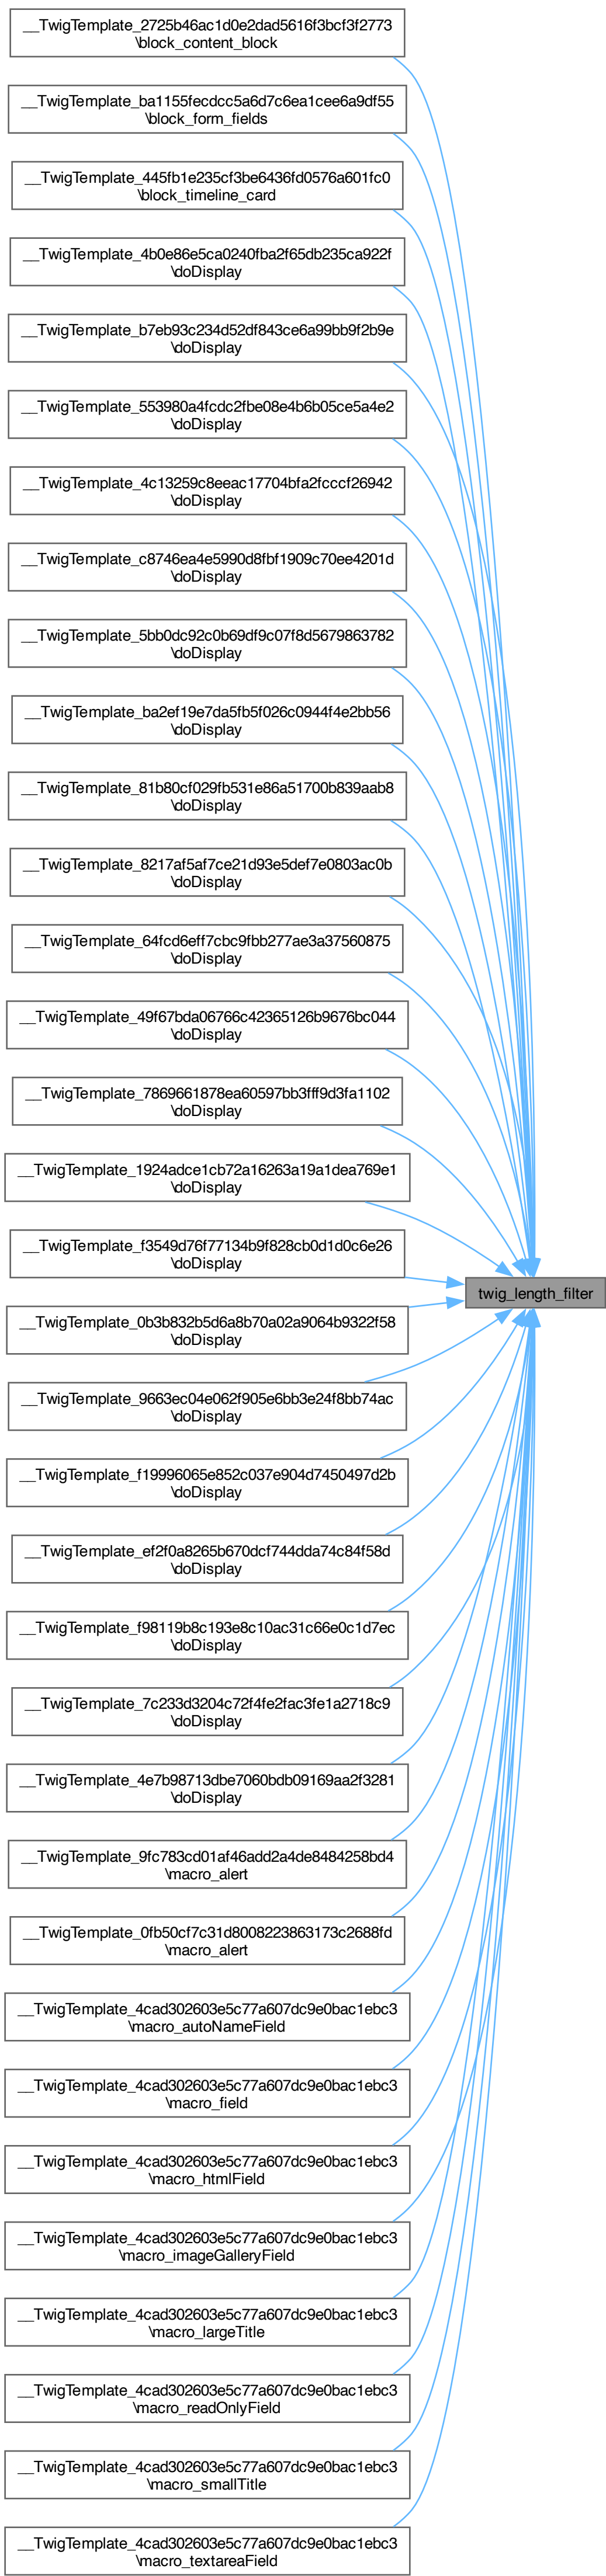 __TwigTemplate_2725b46ac1d0e2dad5616f3bcf3f2773
\block_content_block
__TwigTemplate_ba1155fecdcc5a6d7c6ea1cee6a9df55
\block_form_fields
__TwigTemplate_445fb1e235cf3be6436fd0576a601fc0
\block_timeline_card
__TwigTemplate_4b0e86e5ca0240fba2f65db235ca922f
\doDisplay
__TwigTemplate_b7eb93c234d52df843ce6a99bb9f2b9e
\doDisplay
__TwigTemplate_553980a4fcdc2fbe08e4b6b05ce5a4e2
\doDisplay
__TwigTemplate_4c13259c8eeac17704bfa2fcccf26942
\doDisplay
__TwigTemplate_c8746ea4e5990d8fbf1909c70ee4201d
\doDisplay
__TwigTemplate_5bb0dc92c0b69df9c07f8d5679863782
\doDisplay
__TwigTemplate_ba2ef19e7da5fb5f026c0944f4e2bb56
\doDisplay
__TwigTemplate_81b80cf029fb531e86a51700b839aab8
\doDisplay
__TwigTemplate_8217af5af7ce21d93e5def7e0803ac0b
\doDisplay
__TwigTemplate_64fcd6eff7cbc9fbb277ae3a37560875
\doDisplay
__TwigTemplate_49f67bda06766c42365126b9676bc044
\doDisplay
__TwigTemplate_7869661878ea60597bb3fff9d3fa1102
\doDisplay
__TwigTemplate_1924adce1cb72a16263a19a1dea769e1
\doDisplay
__TwigTemplate_f3549d76f77134b9f828cb0d1d0c6e26
\doDisplay
twig_length_filter
__TwigTemplate_0b3b832b5d6a8b70a02a9064b9322f58
\doDisplay
__TwigTemplate_9663ec04e062f905e6bb3e24f8bb74ac
\doDisplay
__TwigTemplate_f19996065e852c037e904d7450497d2b
\doDisplay
__TwigTemplate_ef2f0a8265b670dcf744dda74c84f58d
\doDisplay
__TwigTemplate_f98119b8c193e8c10ac31c66e0c1d7ec
\doDisplay
__TwigTemplate_7c233d3204c72f4fe2fac3fe1a2718c9
\doDisplay
__TwigTemplate_4e7b98713dbe7060bdb09169aa2f3281
\doDisplay
__TwigTemplate_9fc783cd01af46add2a4de8484258bd4
\macro_alert
__TwigTemplate_0fb50cf7c31d8008223863173c2688fd
\macro_alert
__TwigTemplate_4cad302603e5c77a607dc9e0bac1ebc3
\macro_autoNameField
__TwigTemplate_4cad302603e5c77a607dc9e0bac1ebc3
\macro_field
__TwigTemplate_4cad302603e5c77a607dc9e0bac1ebc3
\macro_htmlField
__TwigTemplate_4cad302603e5c77a607dc9e0bac1ebc3
\macro_imageGalleryField
__TwigTemplate_4cad302603e5c77a607dc9e0bac1ebc3
\macro_largeTitle
__TwigTemplate_4cad302603e5c77a607dc9e0bac1ebc3
\macro_readOnlyField
__TwigTemplate_4cad302603e5c77a607dc9e0bac1ebc3
\macro_smallTitle
__TwigTemplate_4cad302603e5c77a607dc9e0bac1ebc3
\macro_textareaField